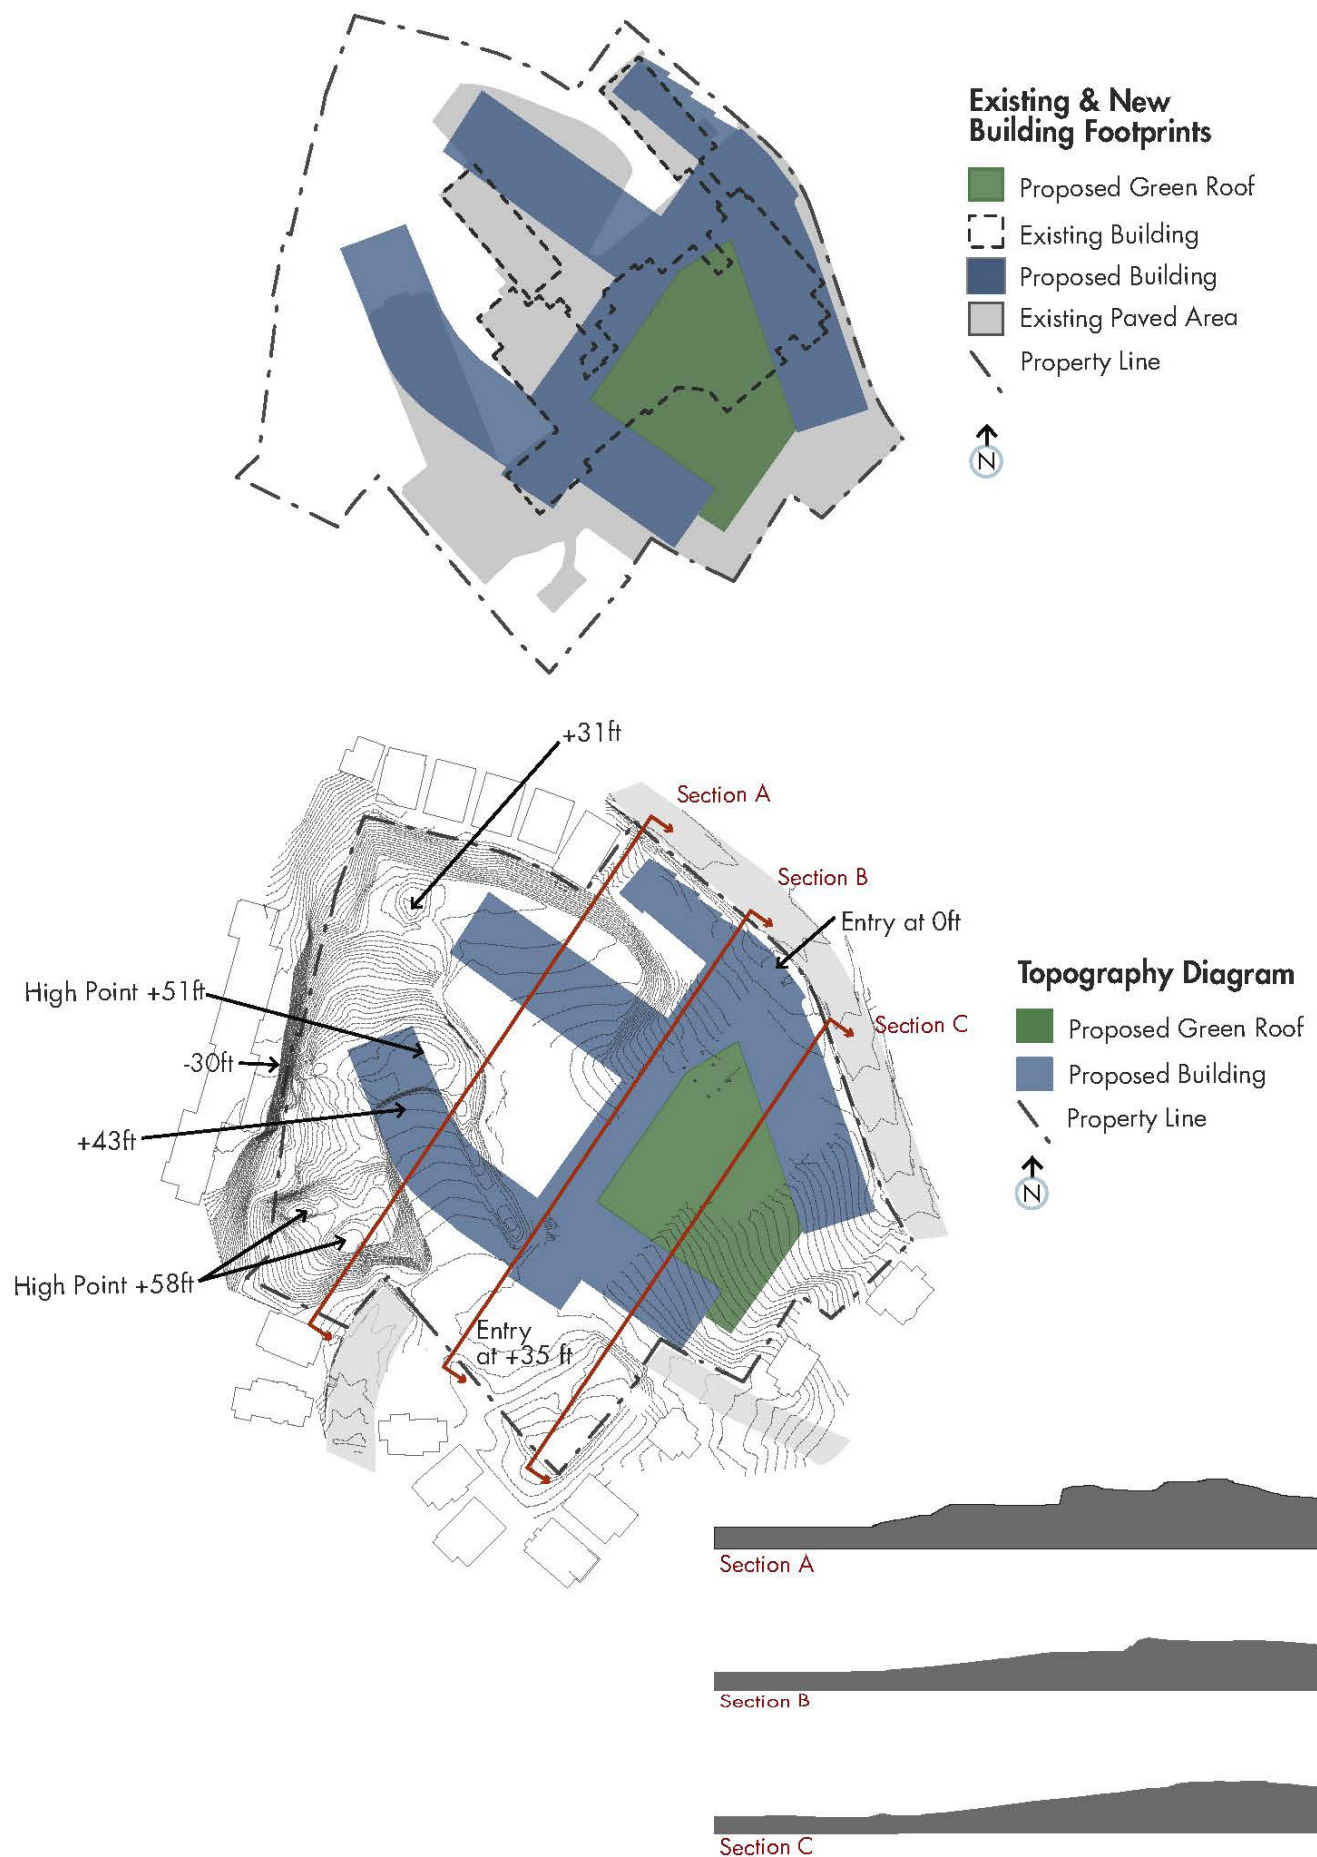 Existing & New
Building Footprints
Proposed Green Roof
Existing Building
Proposed Building
Existing Paved Area
Property Line
N
+31ft
Section A
Section B
Entry at 0ft
High Point +51ft
Section C
-30ft
+43ft
High Point +58ft
Entry
at +35 ft
Topography Diagram
Proposed Green Roof
Proposed Building
Property Line
N
Section A
Section B
Section C